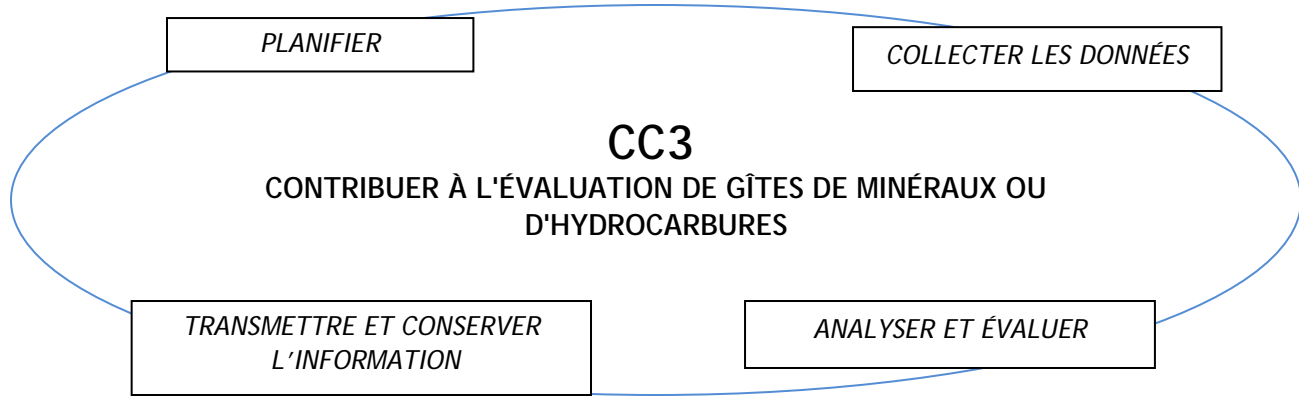 PLANIFIER
COLLECTER LES DONNÉES
CC3
CONTRIBUER À L'ÉVALUATION DE GÎTES DE MINÉRAUX OU
D'HYDROCARBURES
TRANSMETTRE ET CONSERVER
L’INFORMATION
ANALYSER ET ÉVALUER